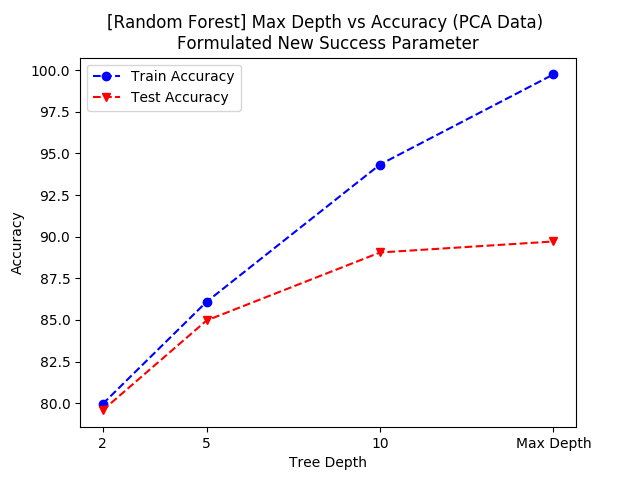 [Random Forest] Max Depth vs Accuracy (PCA Data)
Formulated New Success Parameter
Train Accuracy
Test Accuracy
100.0
97.5
95.0
92.5
90.0
87.5
85.0
82.5
80.0
Accuracy
2 5 10 Max Depth
Tree Depth